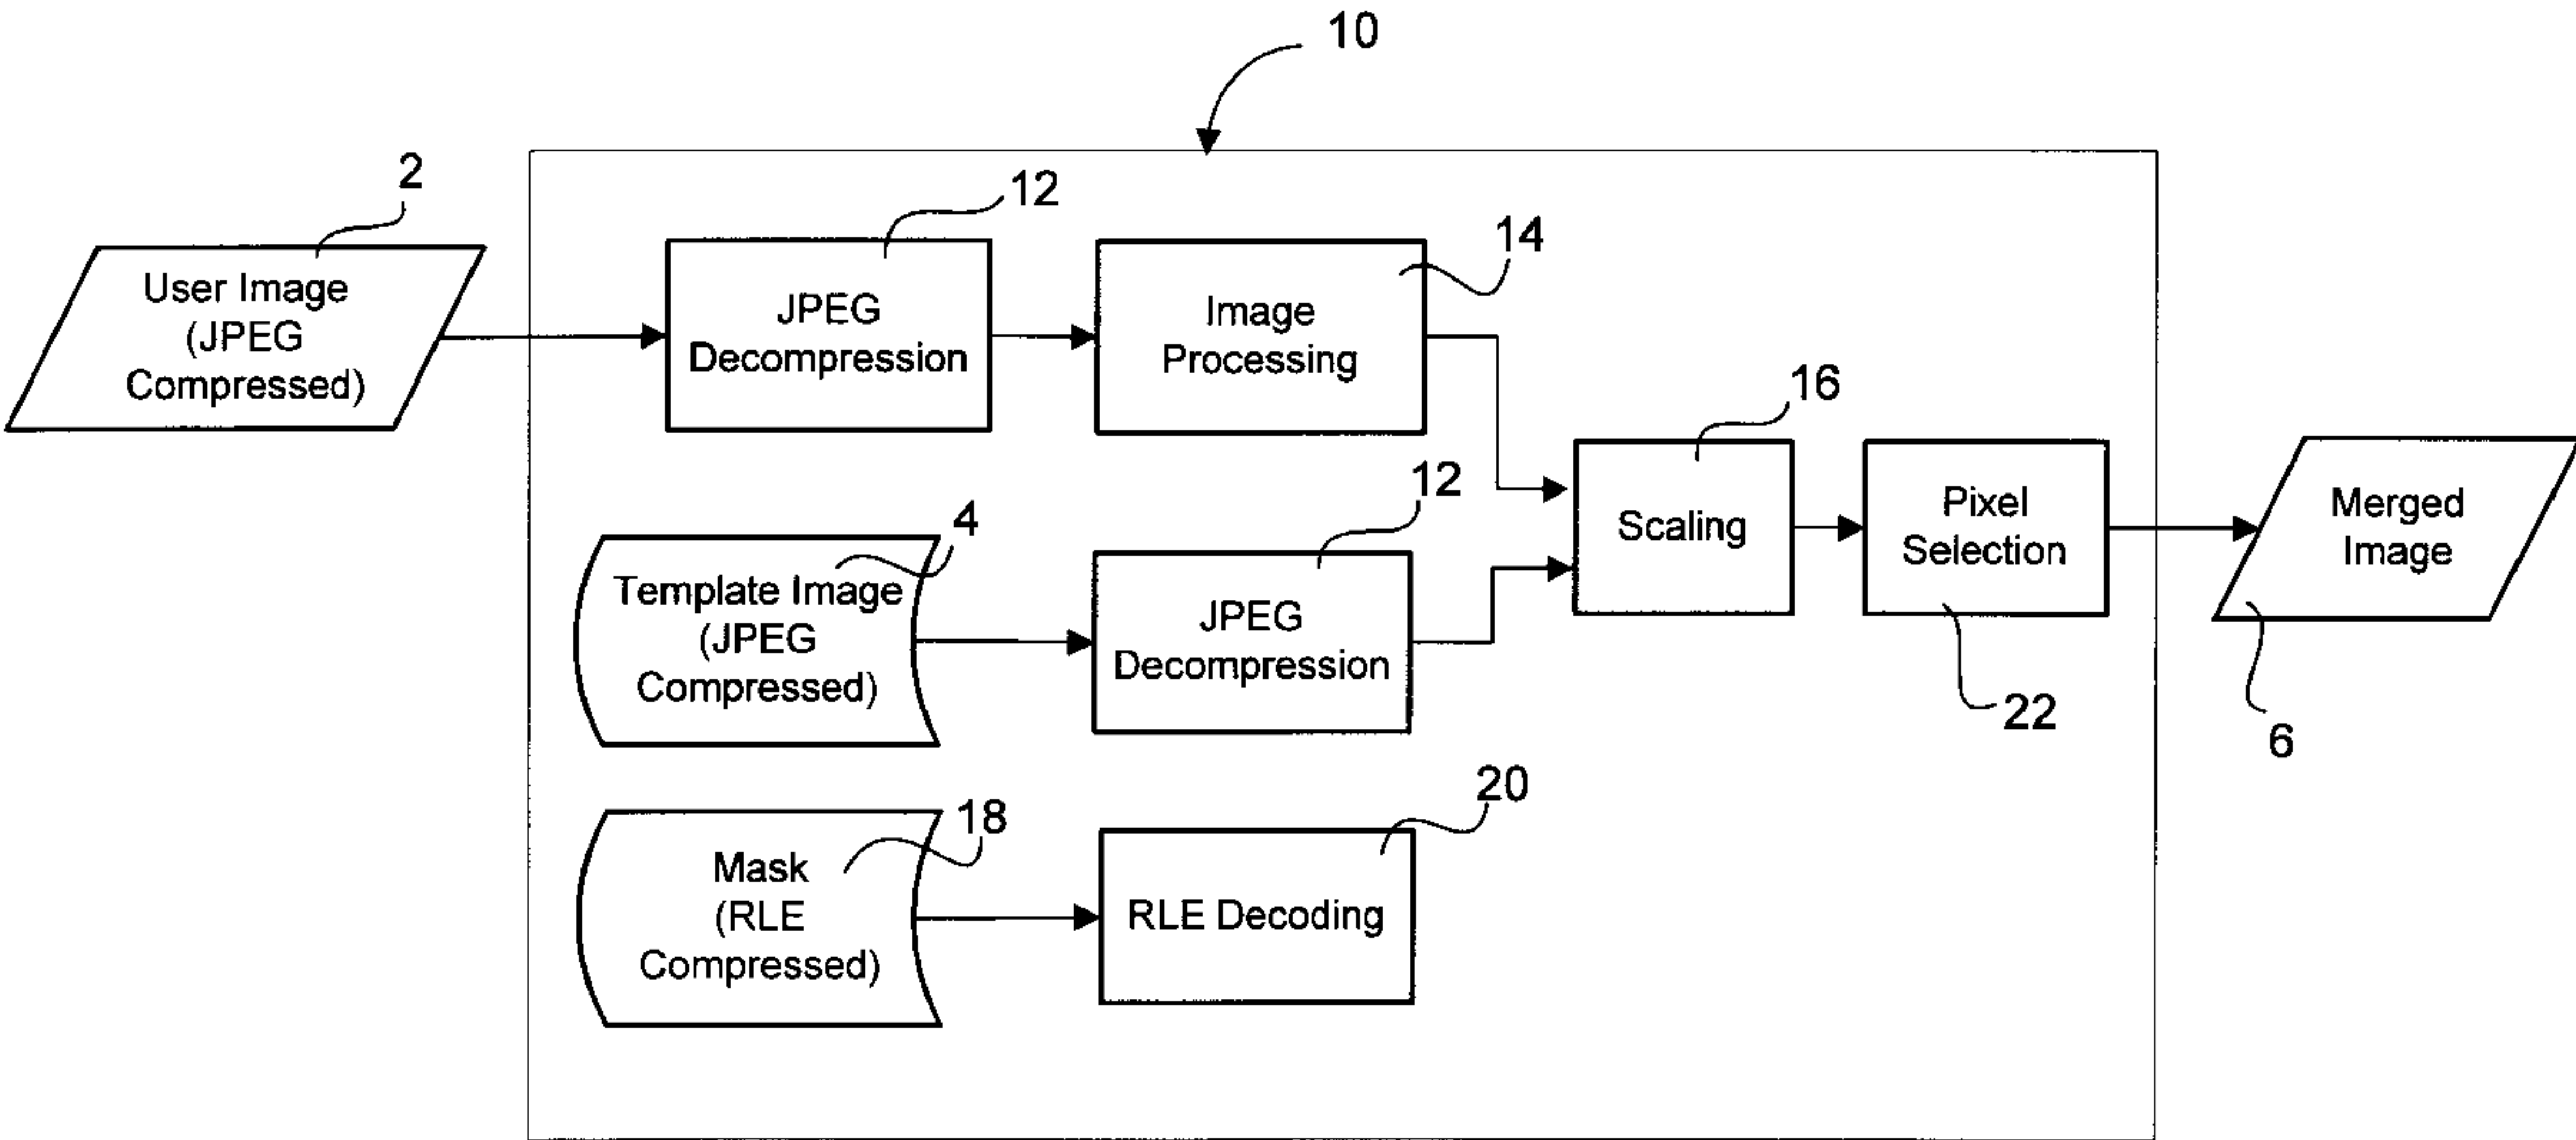 10
2
12
14
User Image
(JPEG
Compressed)
JPEG
Decompression
Image
Processing
16
4
12
Template Image
(JPEG
Compressed)
JPEG
Decompression
Scaling
Pixel
Selection
Merged
Image
22
6
18
20
Mask
(RLE
Compressed)
RLE Decoding